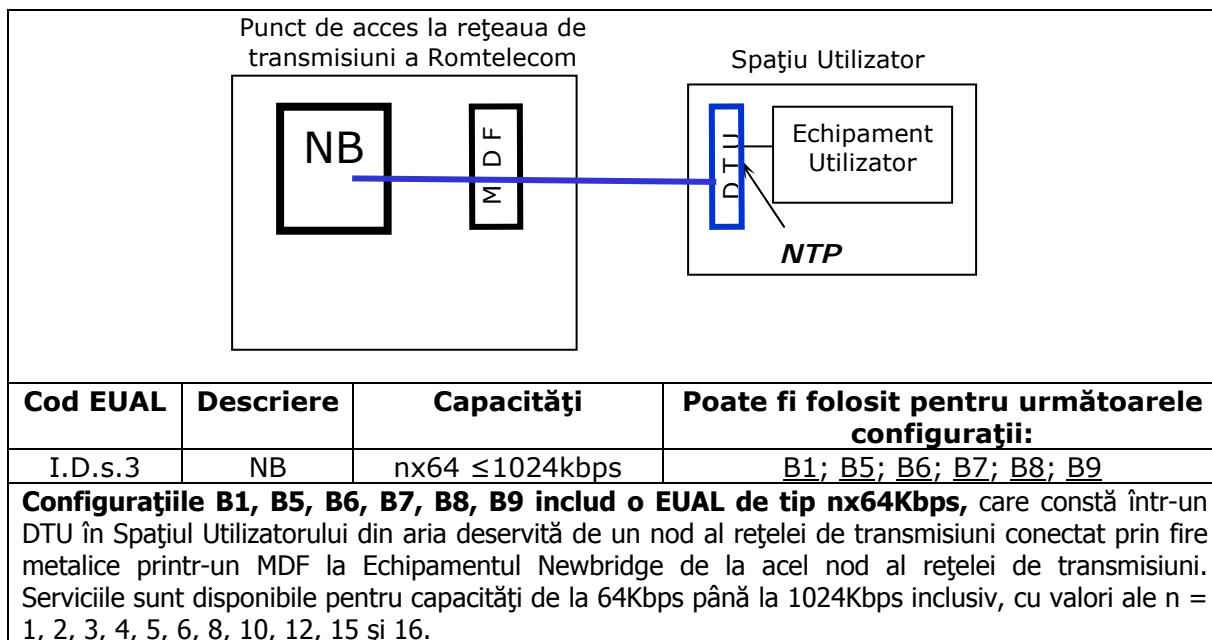 Punct de acces la reţeaua de
transmisiuni a Romtelecom
Spaţiu Utilizator
NB
MDF
DTU
Echipament
Utilizator
NTP
Cod EUAL Descriere Capacităţi Poate fi folosit pentru următoarele
configuraţii:
I.D.s.3 NB nx64 ≤1024kbps B1; B5; B6; B7; B8; B9
Configuraţiile B1, B5, B6, B7, B8, B9 includ o EUAL de tip nx64Kbps, care constă într-un
DTU în Spaţiul Utilizatorului din aria deservită de un nod al reţelei de transmisiuni conectat prin fire
metalice printr-un MDF la Echipamentul Newbridge de la acel nod al reţelei de transmisiuni.
Serviciile sunt disponibile pentru capacităţi de la 64Kbps până la 1024Kbps inclusiv, cu valori ale n =
1, 2, 3, 4, 5, 6, 8, 10, 12, 15 şi 16.